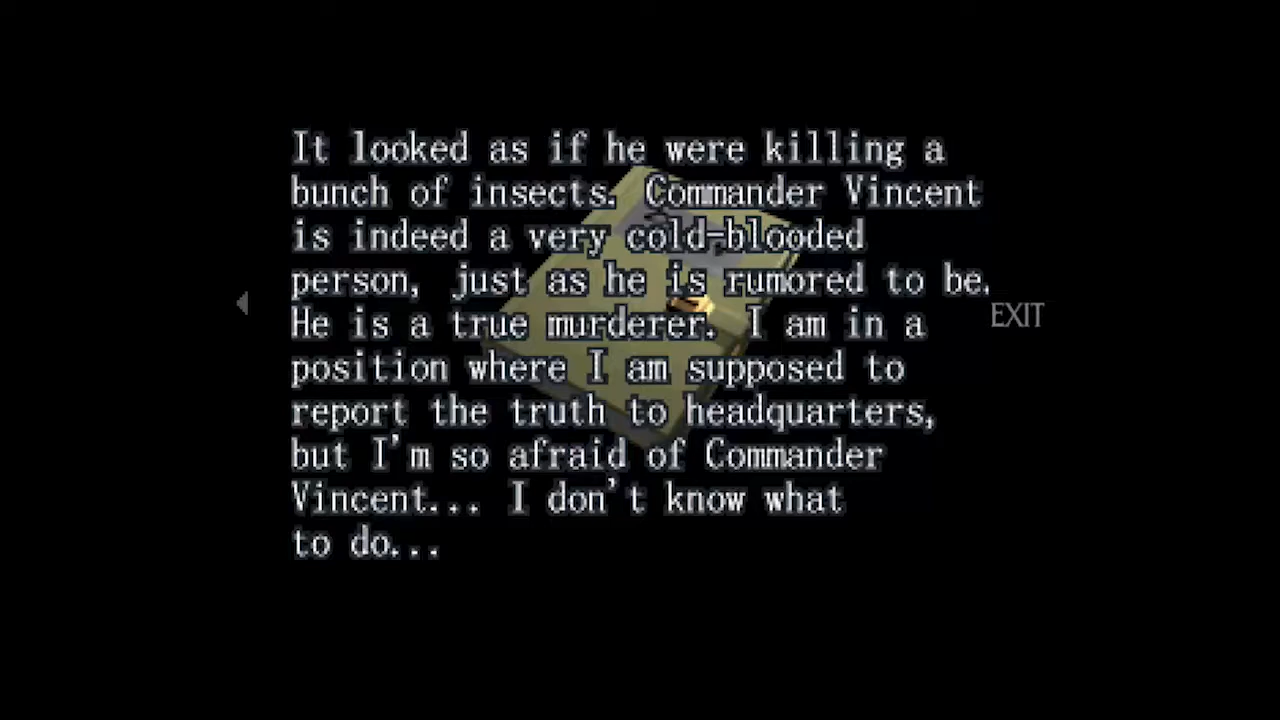 It looked as if he were killing a
bunch of insects. Commander Vincent
is indeed a very cold-blooded
person, just as he is rumored to be.
He is a true murderer. I am in a
position where I am supposed to
report the truth to headquarters,
but I'm so afraid of Commander
Vincent... I don't know what
to do...
EXIT